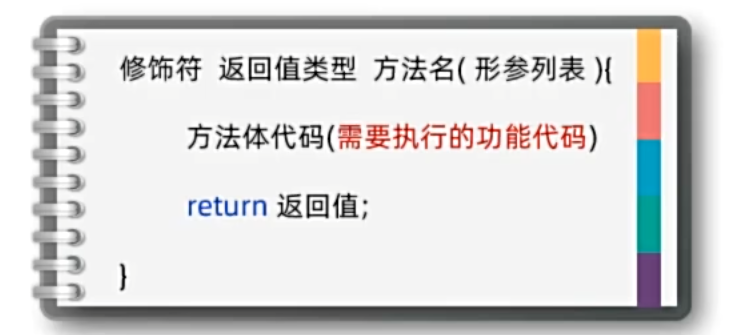 修饰符 返回值类型 方法名( 形参列表 ){
方法体代码(需要执行的功能代码)
return 返回值;
}